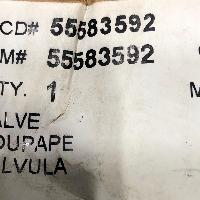 CD# 55583592
M# 55583592
TY. 1
M
ALVE
OUPAPE
LVULA